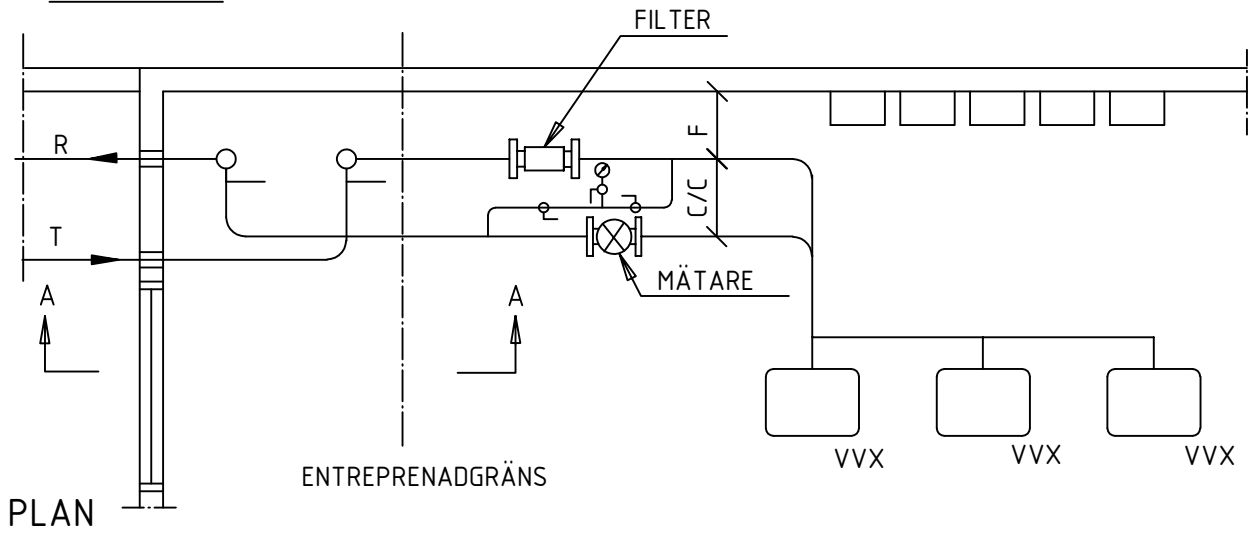 FILTER
R
F
C/C
T
A
A
MÄTARE
VVX
VVX
VVX
ENTREPRENADGRÄNS
PLAN